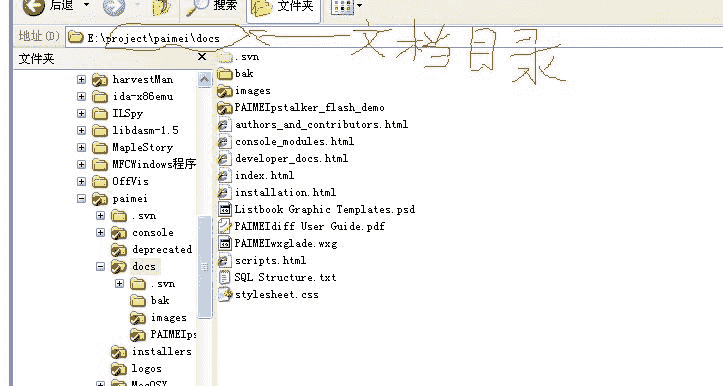 后退 搜索 文件夹
地址(D) E:\project\paimei\docs 文档目录
文件夹
harvestMan
ida-x86emu
ILSpy
libdasm-1.5
MapleStory
MFCWindows程序
OffVis
paimei
.svn
console
deprecated
docs
.svn
bak
images
PAIMEIps
installers
logos
MacOSX
.svn
bak
images
PAIMEIpstalker_flash_demo
authors_and_contributors.html
console_modules.html
developer_docs.html
index.html
installation.html
Listbook Graphic Templates.psd
PAIMEIdiff User Guide.pdf
PAIMEIwxglade.wxg
scripts.html
SQL Structure.txt
stylesheet.css